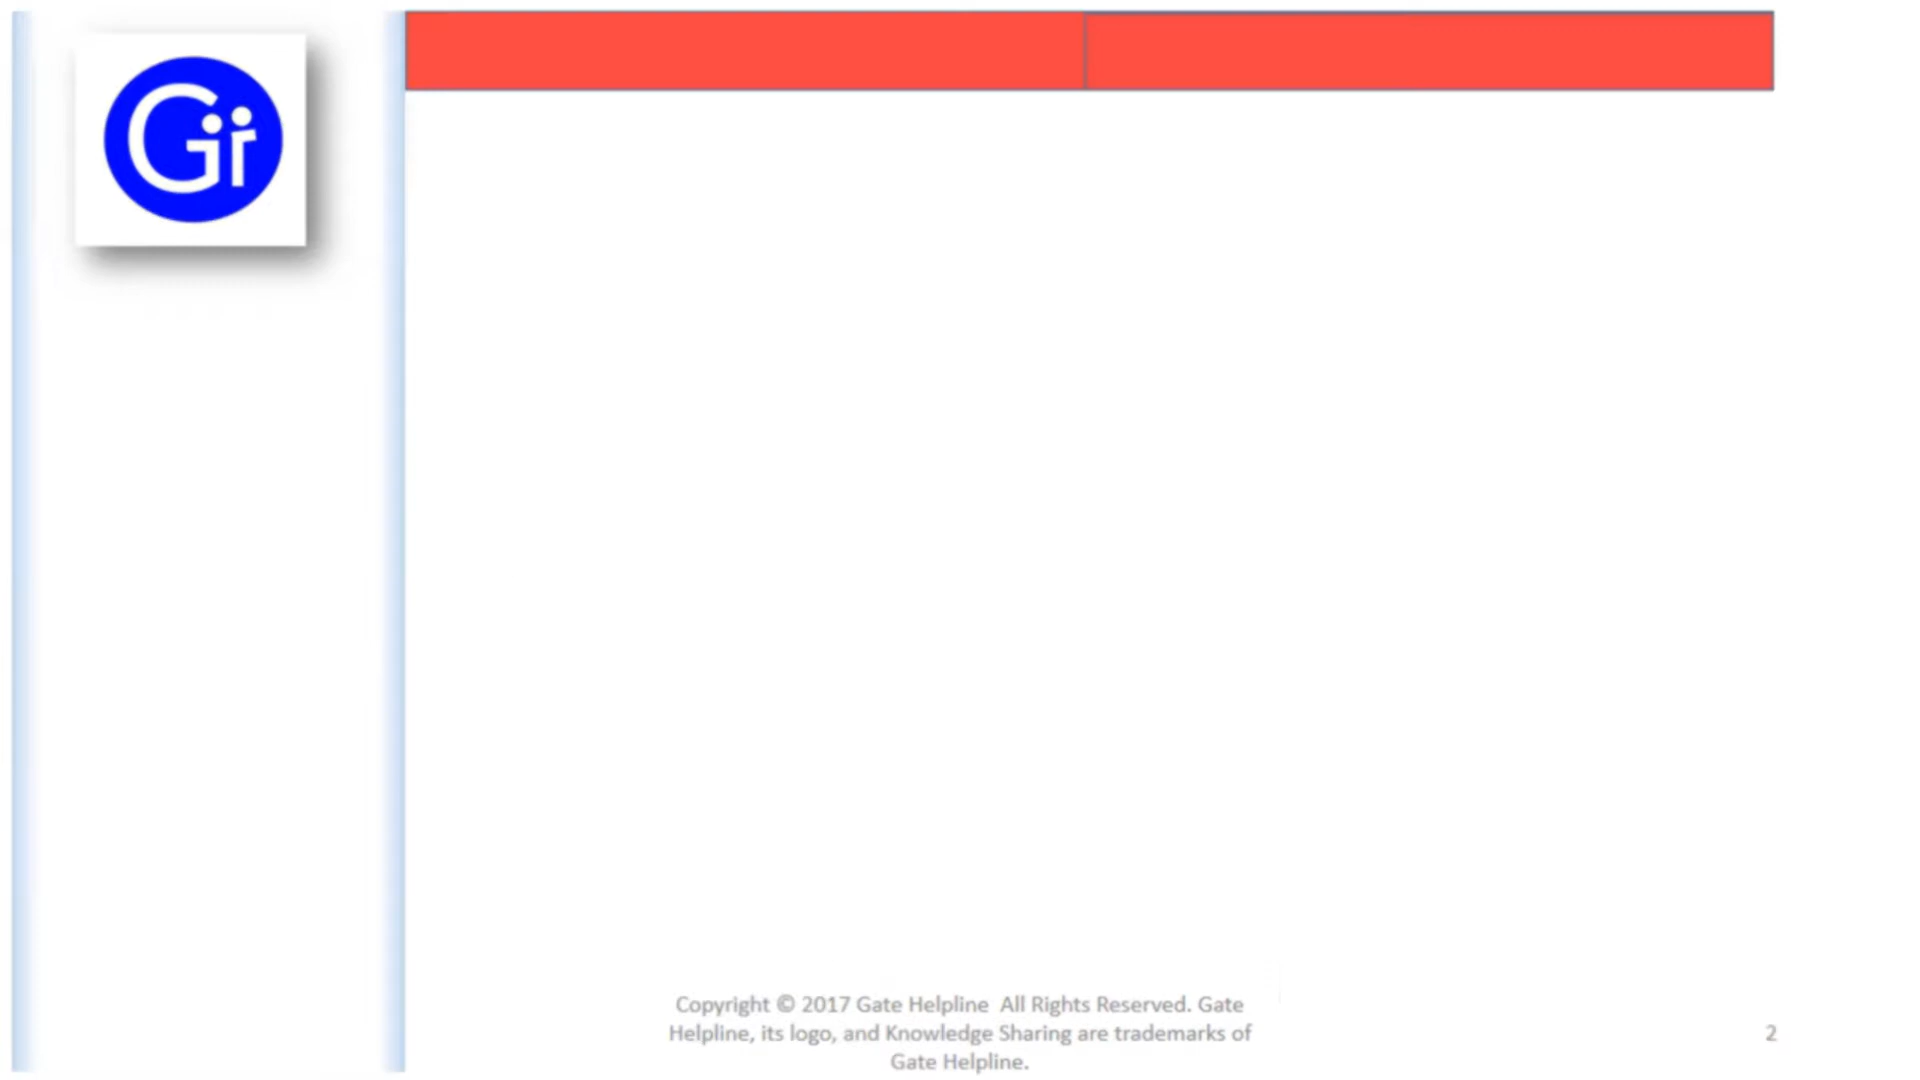 Gi
Copyright © 2017 Gate Helpline All Rights Reserved. Gate
Helpline, its logo, and Knowledge Sharing are trademarks of
Gate Helpline.
2